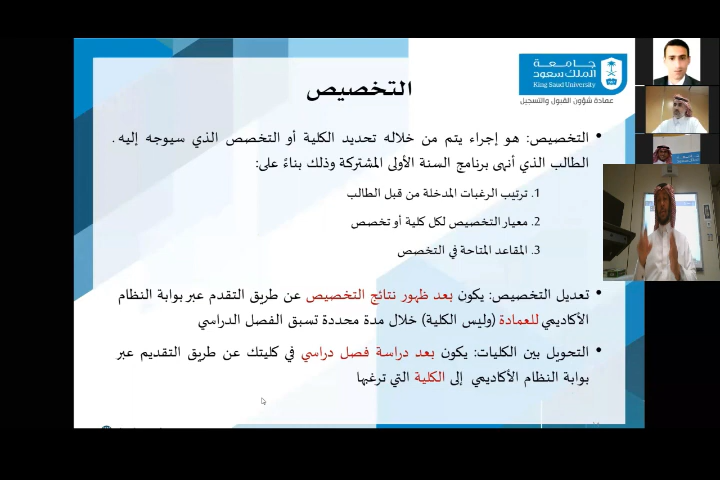 جامعة
الملك سعود
King Saud University
عمادة شؤون القبول والتسجيل
التخصيص
• التخصيص: هو إجراء يتم من خلاله تحديد الكلية أو التخصص الذي سيوجه إليه .
الطالب الذي أنهى برنامج السنة الأولى المشتركة وذلك بناءً على:
1. ترتيب الرغبات المدخلة من قبل الطالب
2. معيار التخصيص لكل كلية أو تخصص
3. المقاعد المتاحة في التخصص
• تعديل التخصيص: يكون بعد ظهور نتائج التخصيص عن طريق التقدم عبر بوابة النظام
الأكاديمي للعمادة (وليس الكلية) خلال مدة محددة تسبق الفصل الدراسي
• التحويل بين الكليات: يكون بعد دراسة فصل دراسي في كليتك عن طريق التقديم عبر
بوابة النظام الأكاديمي إلى الكلية التي ترغبها